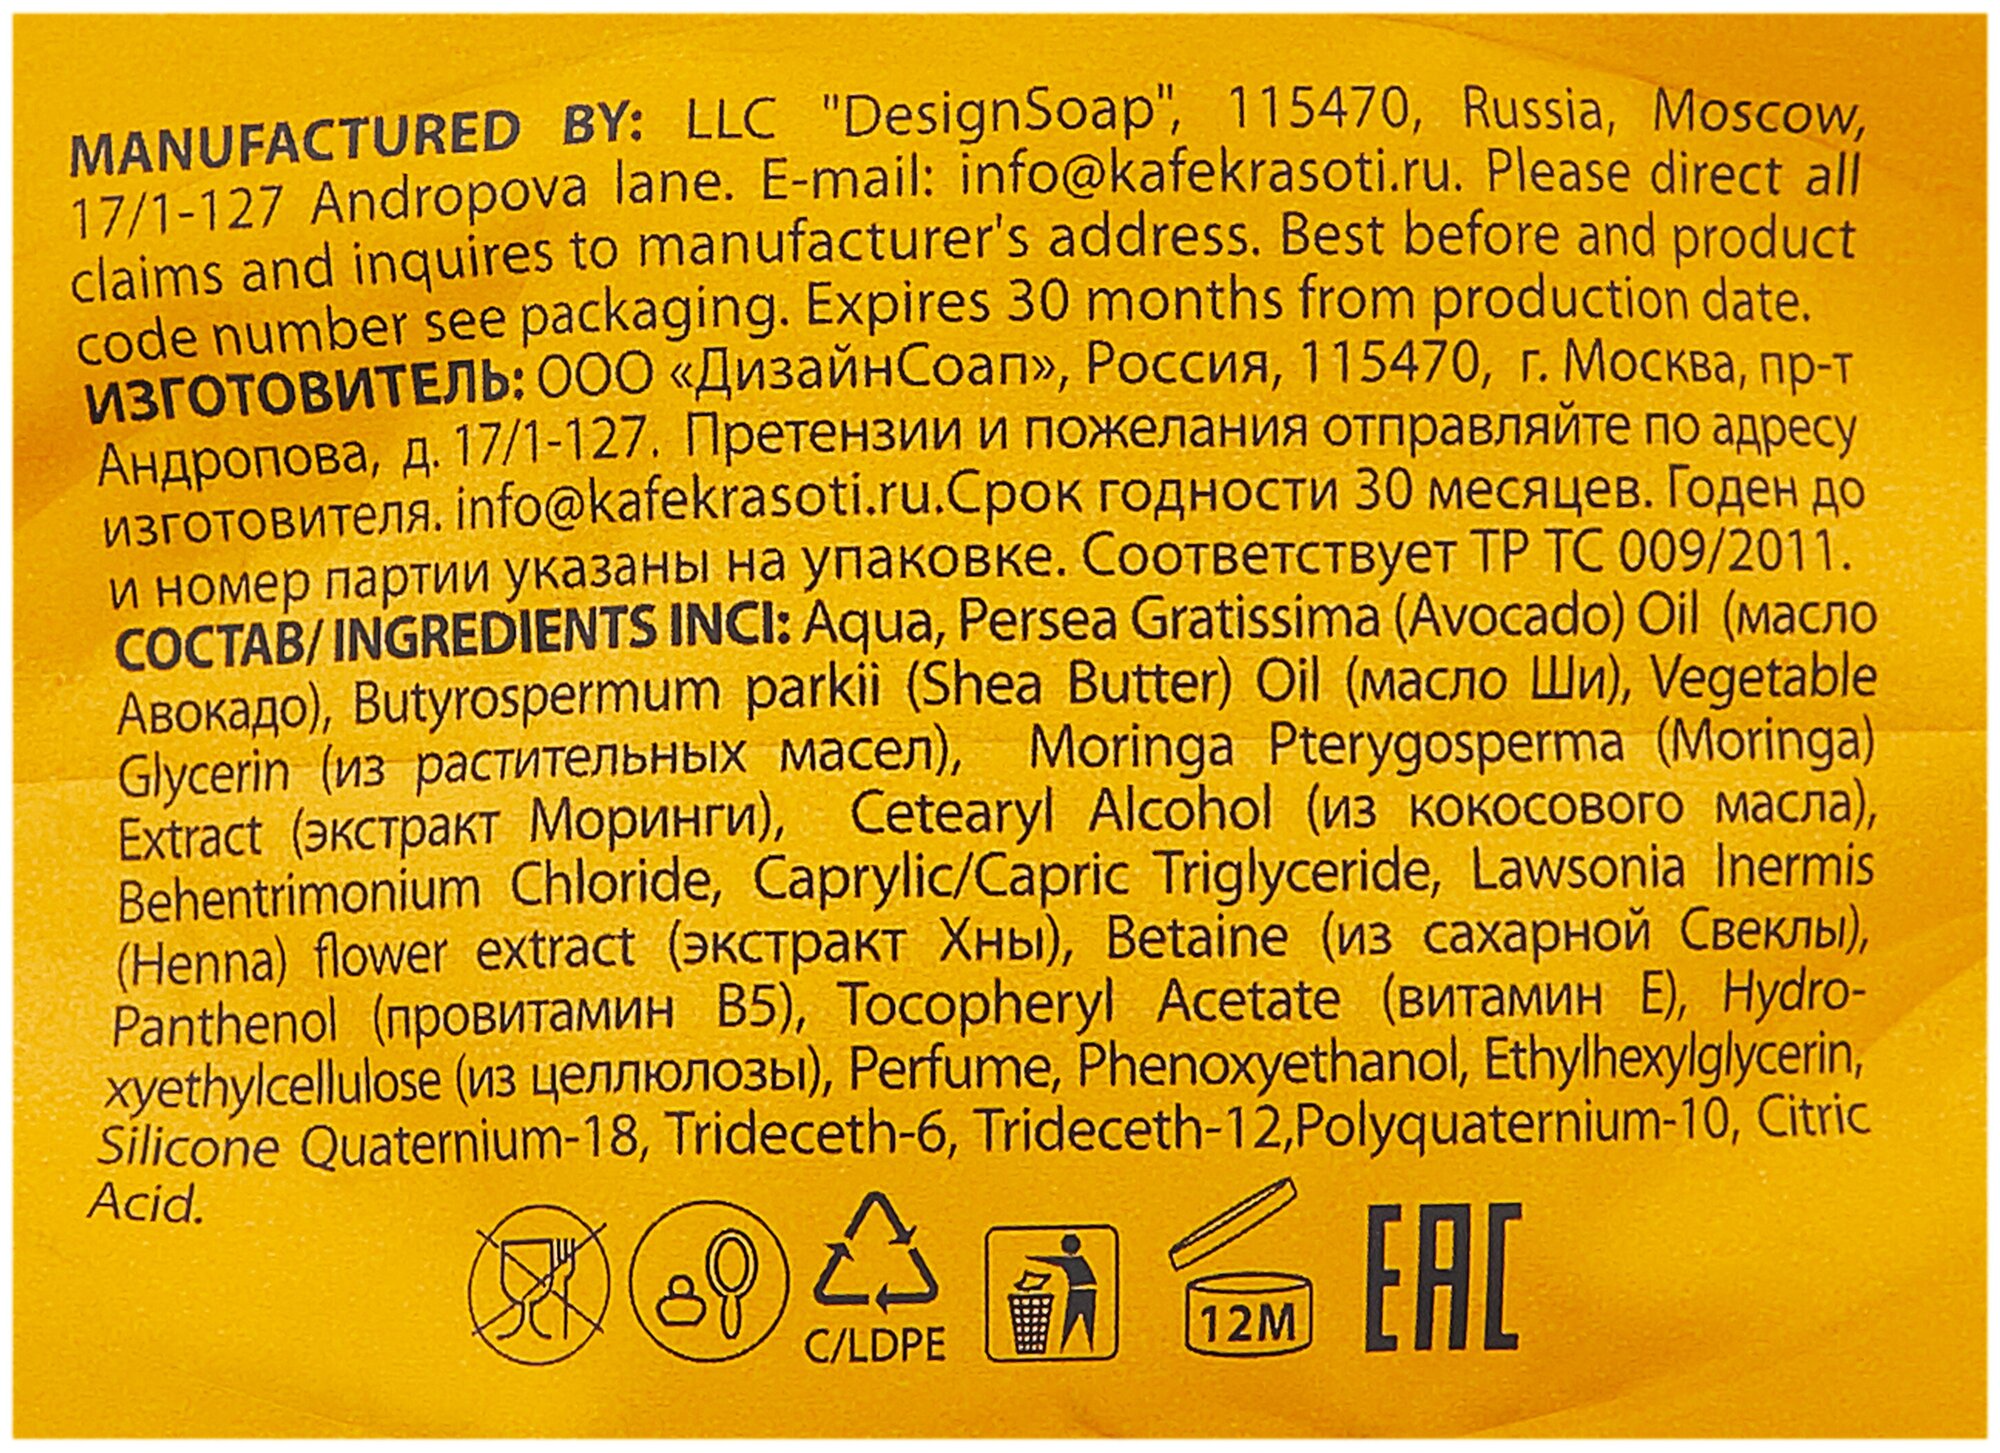 MANUFACTURED BY: LLC "DesignSoap", 115470, Russia, Moscow,
17/1-127 Andropova lane. E-mail: info@kafekrasoti.ru. Please direct all
claims and inquires to manufacturer's address. Best before and product
code number see packaging. Expires 30 months from production date.
ИЗГОТОВИТЕЛЬ: ООО «ДизайнСоап», Россия, 115470, г. Москва, пр-т
Андропова, д. 17/1-127. Претензии и пожелания отправляйте по адресу
изготовителя. info@kafekrasoti.ru.Срок годности 30 месяцев. Годен до
и номер партии указаны на упаковке. Соответствует ТР ТС 009/2011.
СОСТАВ/ INGREDIENTS INCI: Aqua, Persea Gratissima (Avocado) Oil (масло
Авокадо), Butyrospermum parkii (Shea Butter) Oil (масло Ши), Vegetable
Glycerin (из растительных масел), Moringa Pterygosperma (Moringa)
Extract (экстракт Моринги), Cetearyl Alcohol (из кокосового масла),
Behentrimonium Chloride, Caprylic/Capric Triglyceride, Lawsonia Inermis
(Henna) flower extract (экстракт Хны), Betaine (из сахарной Свеклы),
Panthenol (провитамин B5), Tocopheryl Acetate (витамин Е), Hydro-
xyethylcellulose (из целлюлозы), Perfume, Phenoxyethanol, Ethylhexylglycerin,
Silicone Quaternium-18, Trideceth-6, Trideceth-12,Polyquaternium-10, Citric
Acid.
C/LDPE
12M
EAC